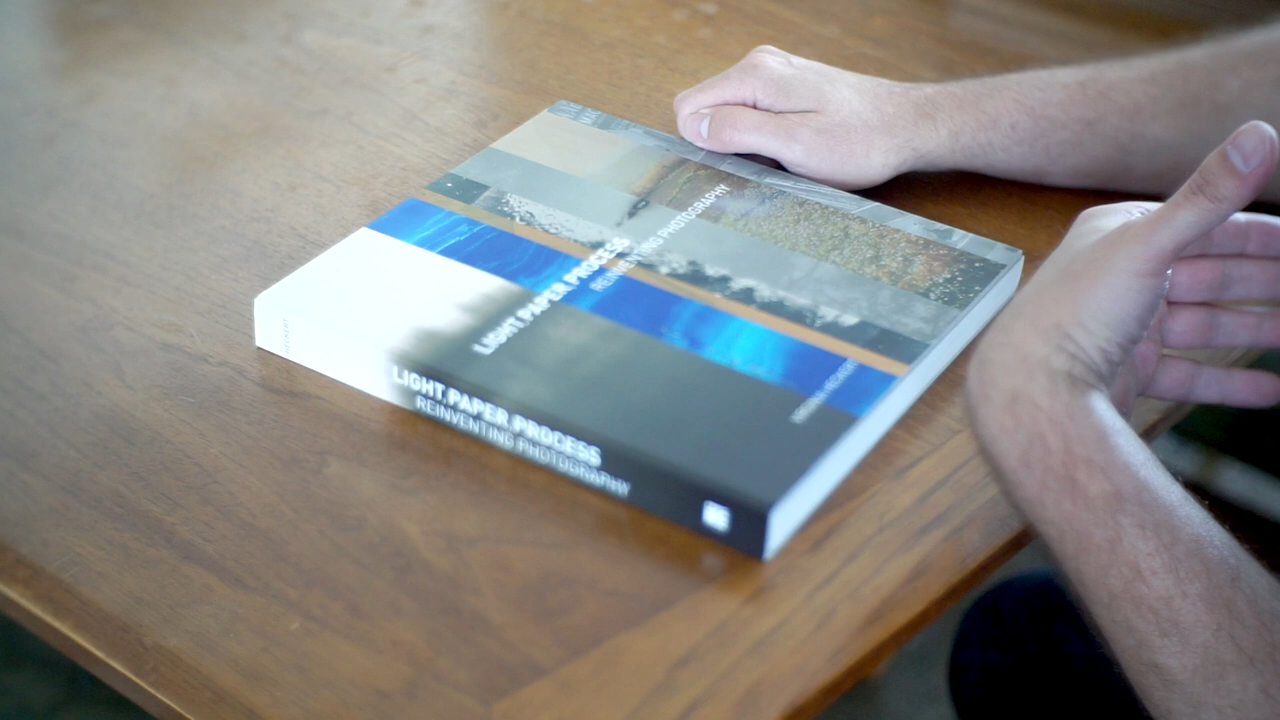 LIGHT, PAPER, PROCESS
REINVENTING PHOTOGRAPHY
LIGHT, PAPER, PROCESS
REINVENTING PHOTOGRAPHY